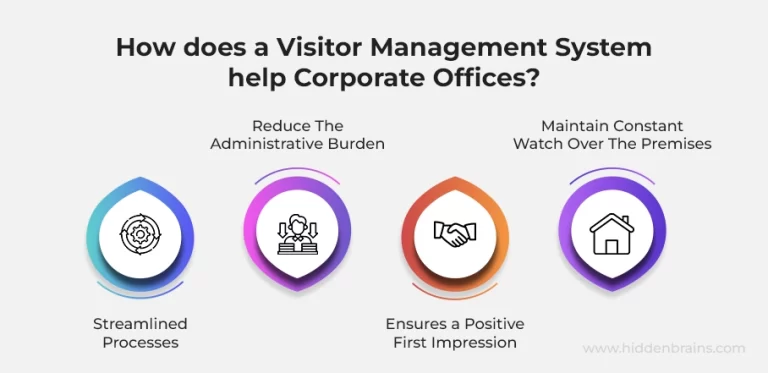 How does a Visitor Management System
help Corporate Offices?
Reduce The
Administrative Burden
Maintain Constant
Watch Over The Premises
Streamlined
Processes
Ensures a Positive
First Impression
www.hiddenbrains.com